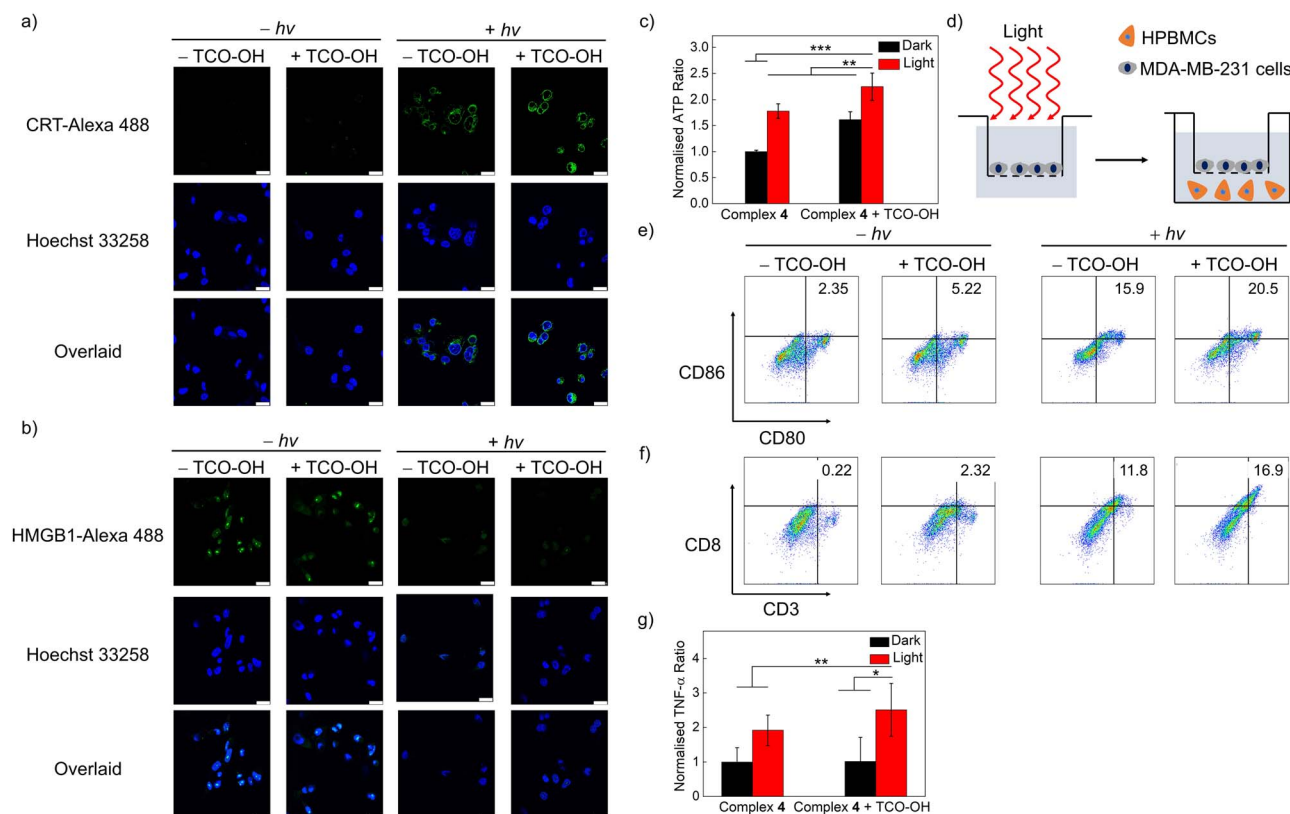 a)
– hv
+ hv
– TCO-OH
+ TCO-OH
– TCO-OH
+ TCO-OH
CRT-Alexa 488
Hoechst 33258
Overlaid
b)
– hv
+ hv
– TCO-OH
+ TCO-OH
– TCO-OH
+ TCO-OH
HMGB1-Alexa 488
Hoechst 33258
Overlaid
c)
Normalised ATP Ratio
3.0
2.5
2.0
1.5
1.0
0.5
0.0
***
**
Dark
Light
Complex 4
Complex 4 + TCO-OH
d)
Light
HPBMCs
MDA-MB-231 cells
e)
– hv
+ hv
– TCO-OH
+ TCO-OH
– TCO-OH
+ TCO-OH
2.35
5.22
15.9
20.5
CD86
CD80
f)
0.22
2.32
11.8
16.9
CD8
CD3
g)
Normalised TNF-α Ratio
4
3
2
1
0
**
*
Dark
Light
Complex 4
Complex 4 + TCO-OH